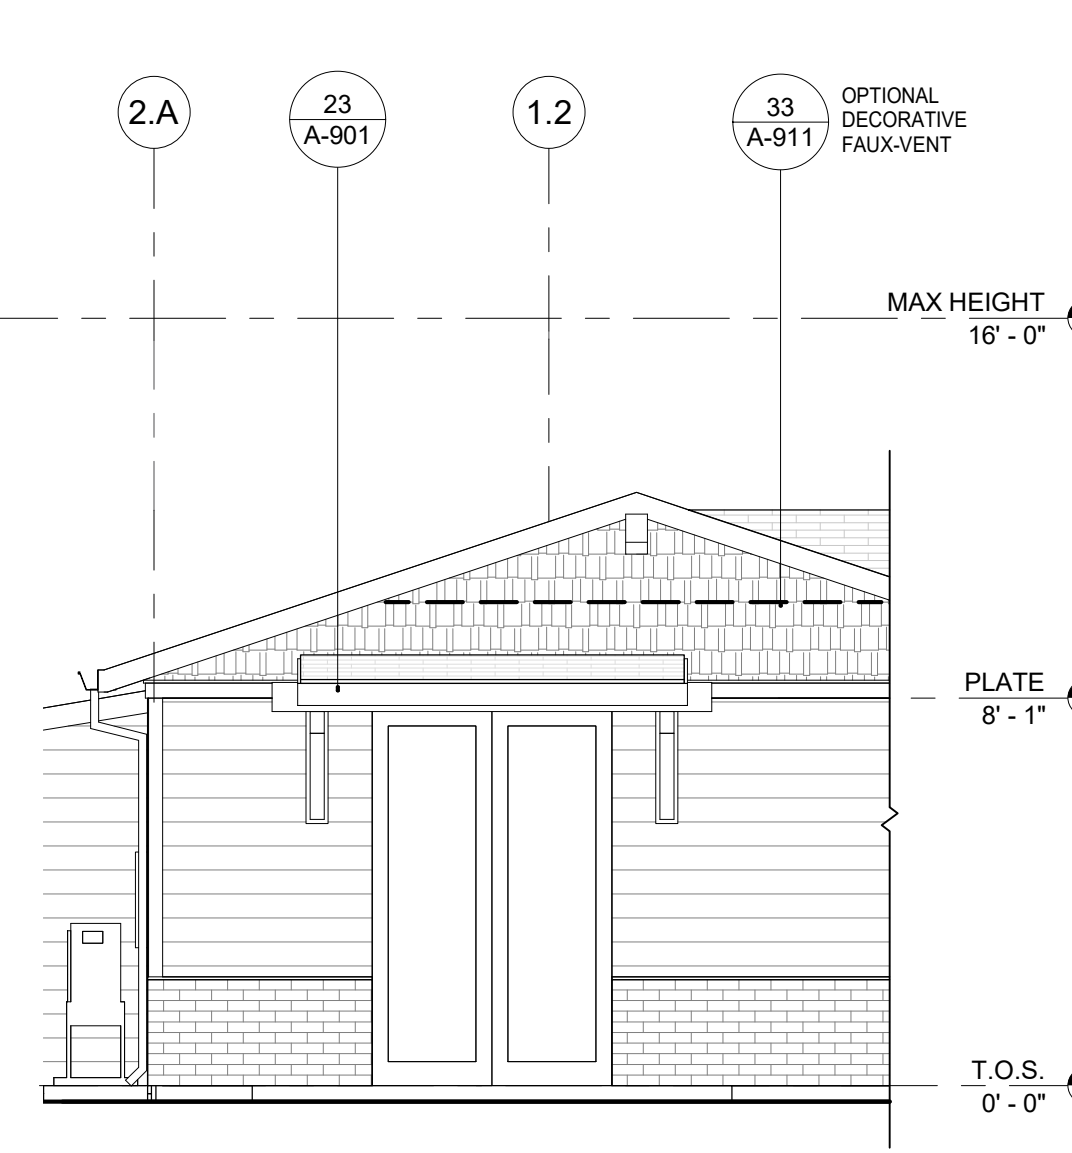 2.A
23
A-901
1.2
33
A-911
OPTIONAL
DECORATIVE
FAUX-VENT
MAX HEIGHT
16' - 0"
PLATE
8' - 1"
T.O.S.
0' - 0"